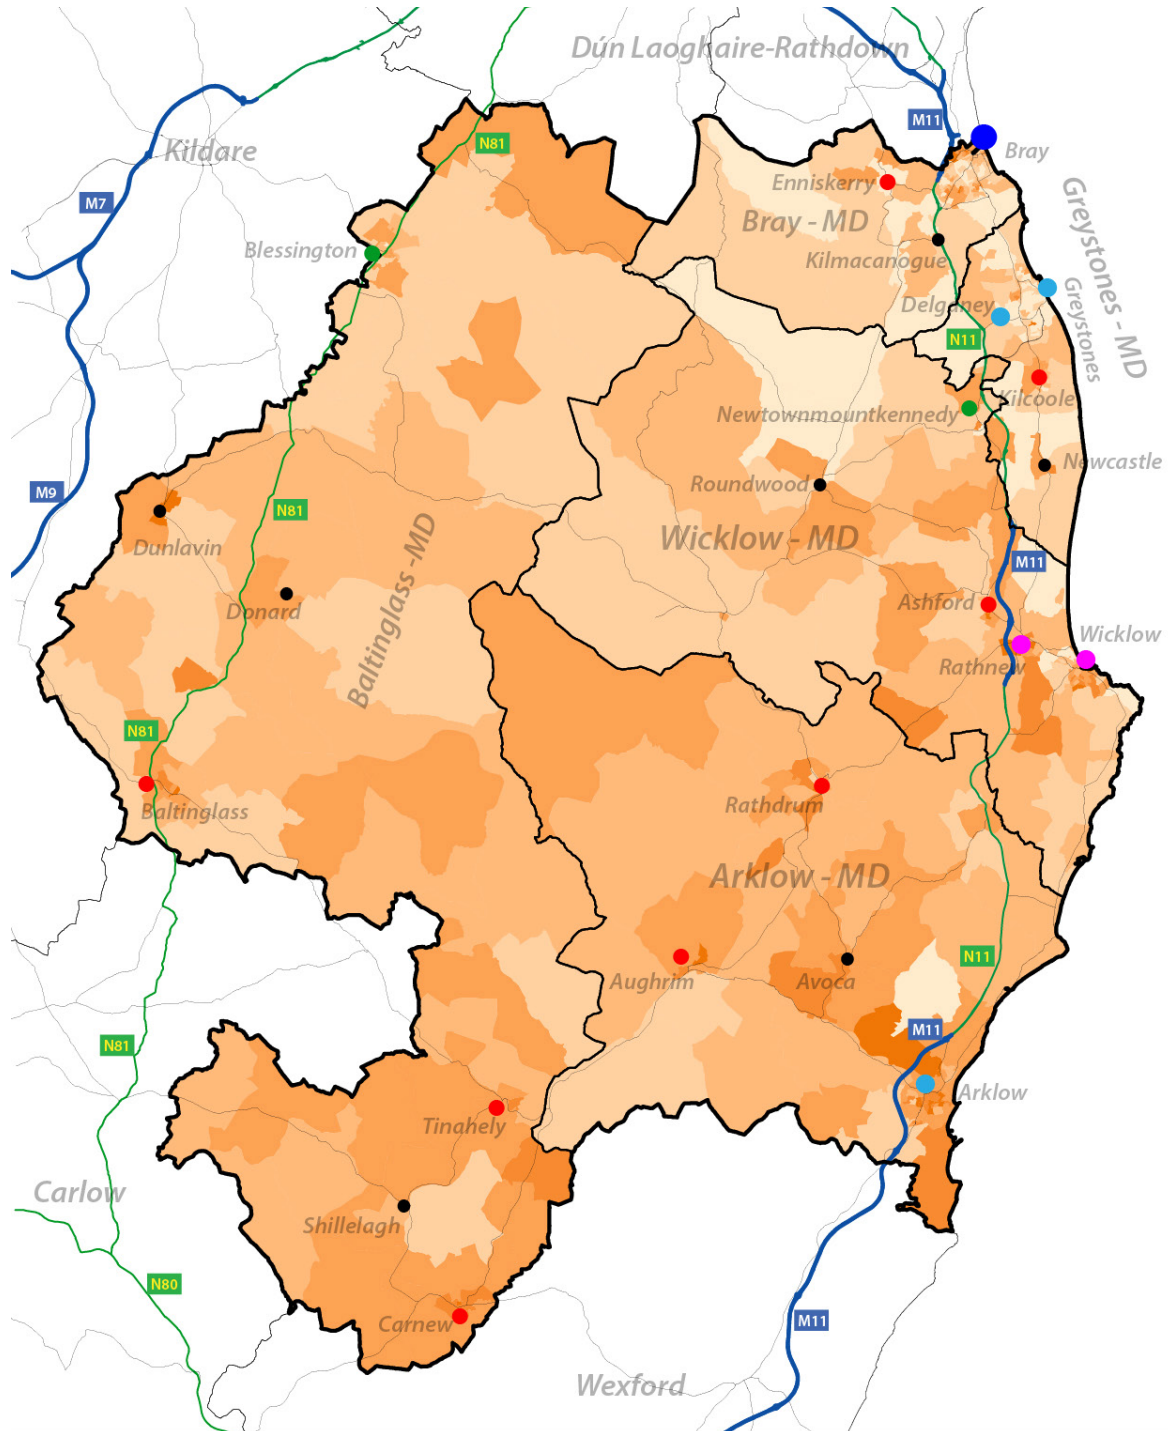 Dún Laoghaire-Rathdown
M11
N81
Kildare
Bray
Enniskerry
M7
Bray - MD
Greystones - MD
Blessington
Kilmacanogue
Delganey
Greystones
N11
Kilcoole
Newtownmountkennedy
Newcastle
Roundwood
M9
N81
Wicklow - MD
Dunlavin
Baltinglass -MD
M11
Donard
Ashford
Wicklow
Rathnew
N81
Rathdrum
Baltinglass
Arklow - MD
N11
Aughrim
Avoca
M11
N81
Arklow
Tinahely
Carlow
Shillelagh
N80
Carnew
M11
Wexford